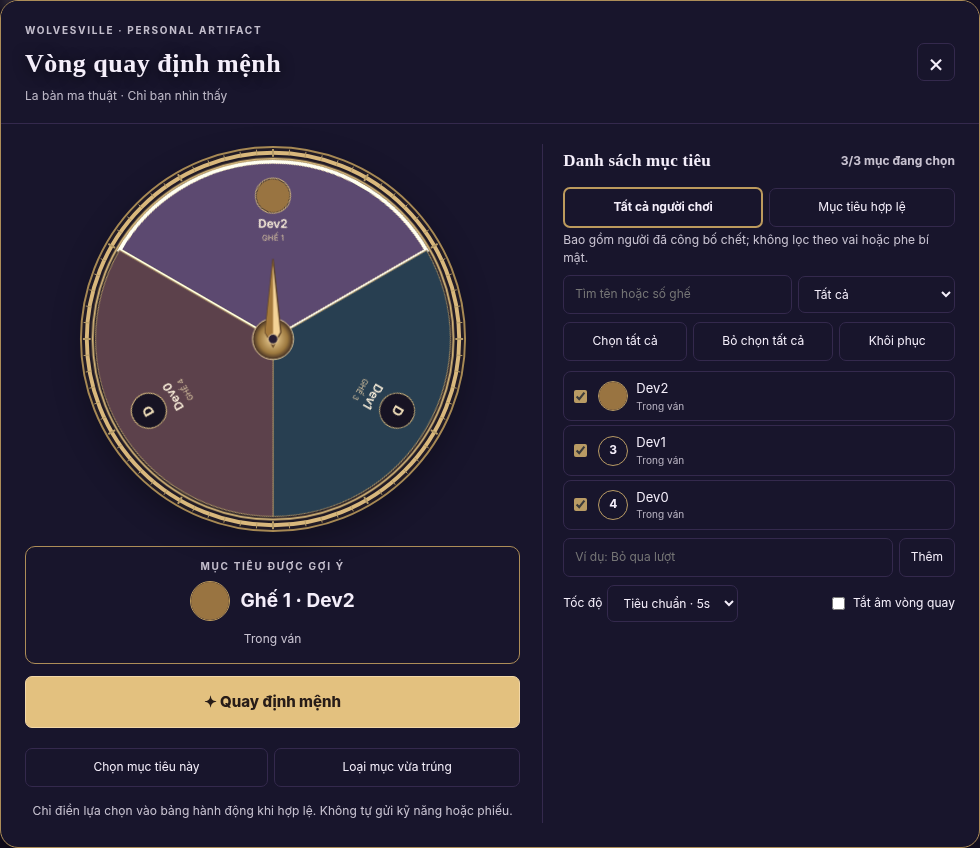 WOLVESVILLE · PERSONAL ARTIFACT
Vòng quay định mệnh
La bàn ma thuật · Chỉ bạn nhìn thấy
×
Dev2
GHẾ 1
Dev0
GHẾ 4
D
Dev1
GHẾ 3
D
MỤC TIÊU ĐƯỢC GỢI Ý
Ghế 1 · Dev2
Trong ván
✦ Quay định mệnh
Chọn mục tiêu này
Loại mục vừa trúng
Chỉ điền lựa chọn vào bảng hành động khi hợp lệ. Không tự gửi kỹ năng hoặc phiếu.
Danh sách mục tiêu
3/3 mục đang chọn
Tất cả người chơi
Mục tiêu hợp lệ
Bao gồm người đã công bố chết; không lọc theo vai hoặc phe bí
mật.
Tìm tên hoặc số ghế
Tất cả
Chọn tất cả
Bỏ chọn tất cả
Khôi phục
Dev2
Trong ván
3
Dev1
Trong ván
4
Dev0
Trong ván
Ví dụ: Bỏ qua lượt
Thêm
Tốc độ
Tiêu chuẩn · 5s
Tắt âm vòng quay